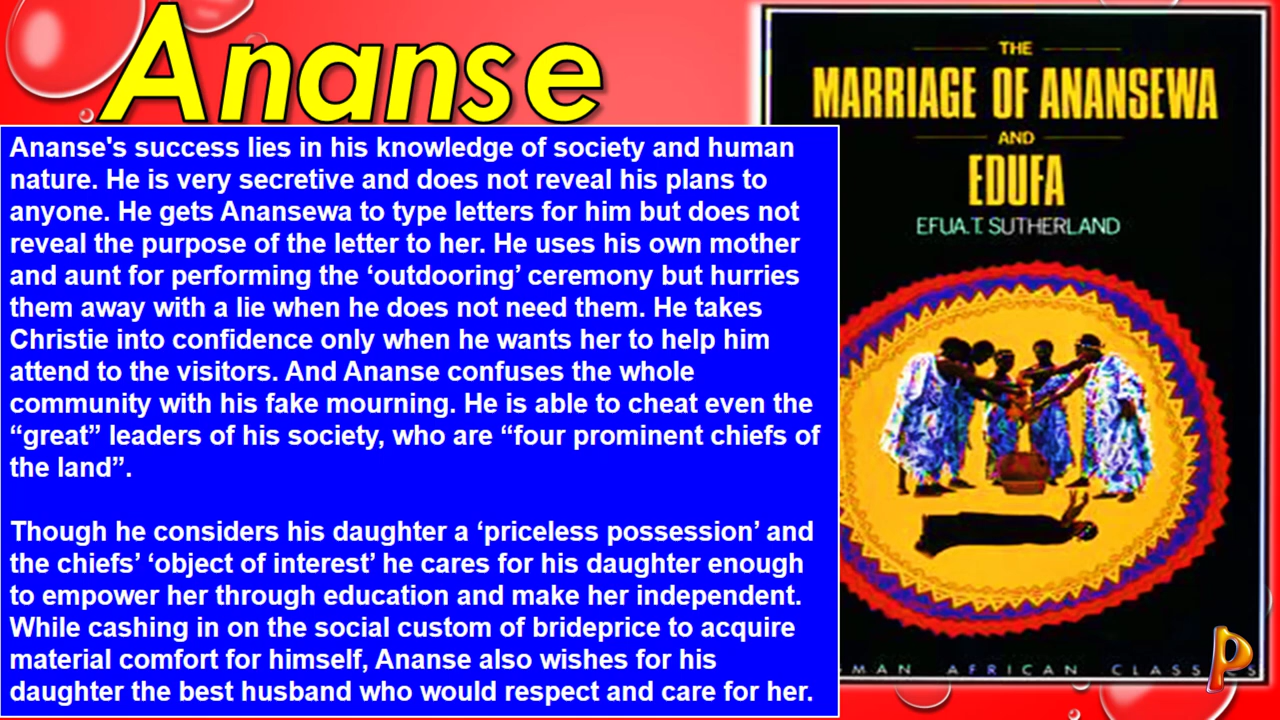 Ananse
Ananse's success lies in his knowledge of society and human
nature. He is very secretive and does not reveal his plans to
anyone. He gets Anansewa to type letters for him but does not
reveal the purpose of the letter to her. He uses his own mother
and aunt for performing the ‘outdooring’ ceremony but hurries
them away with a lie when he does not need them. He takes
Christie into confidence only when he wants her to help him
attend to the visitors. And Ananse confuses the whole
community with his fake mourning. He is able to cheat even the
“great” leaders of his society, who are “four prominent chiefs of
the land”.
Though he considers his daughter a ‘priceless possession’ and
the chiefs’ ‘object of interest’ he cares for his daughter enough
to empower her through education and make her independent.
While cashing in on the social custom of brideprice to acquire
material comfort for himself, Ananse also wishes for his
daughter the best husband who would respect and care for her.
THE
MARRIAGE OF ANANSEWA
AND
EDUFA
EFUA.T. SUTHERLAND
MAN AFRICAN CLASSICS
P